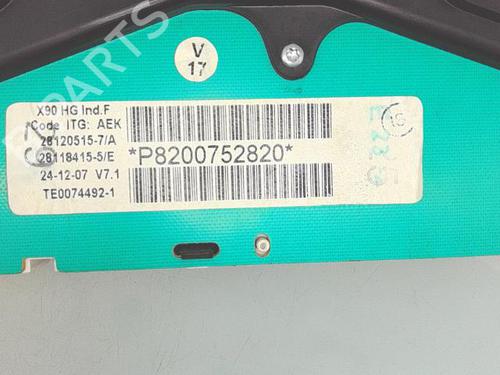 V
17
X90 HG Ind.F
*Code ITG: AEK
28120515-7/A
28118415-5/E
24-12-07 V7.1
TE0074492-1
*P8200752820*
PARTS